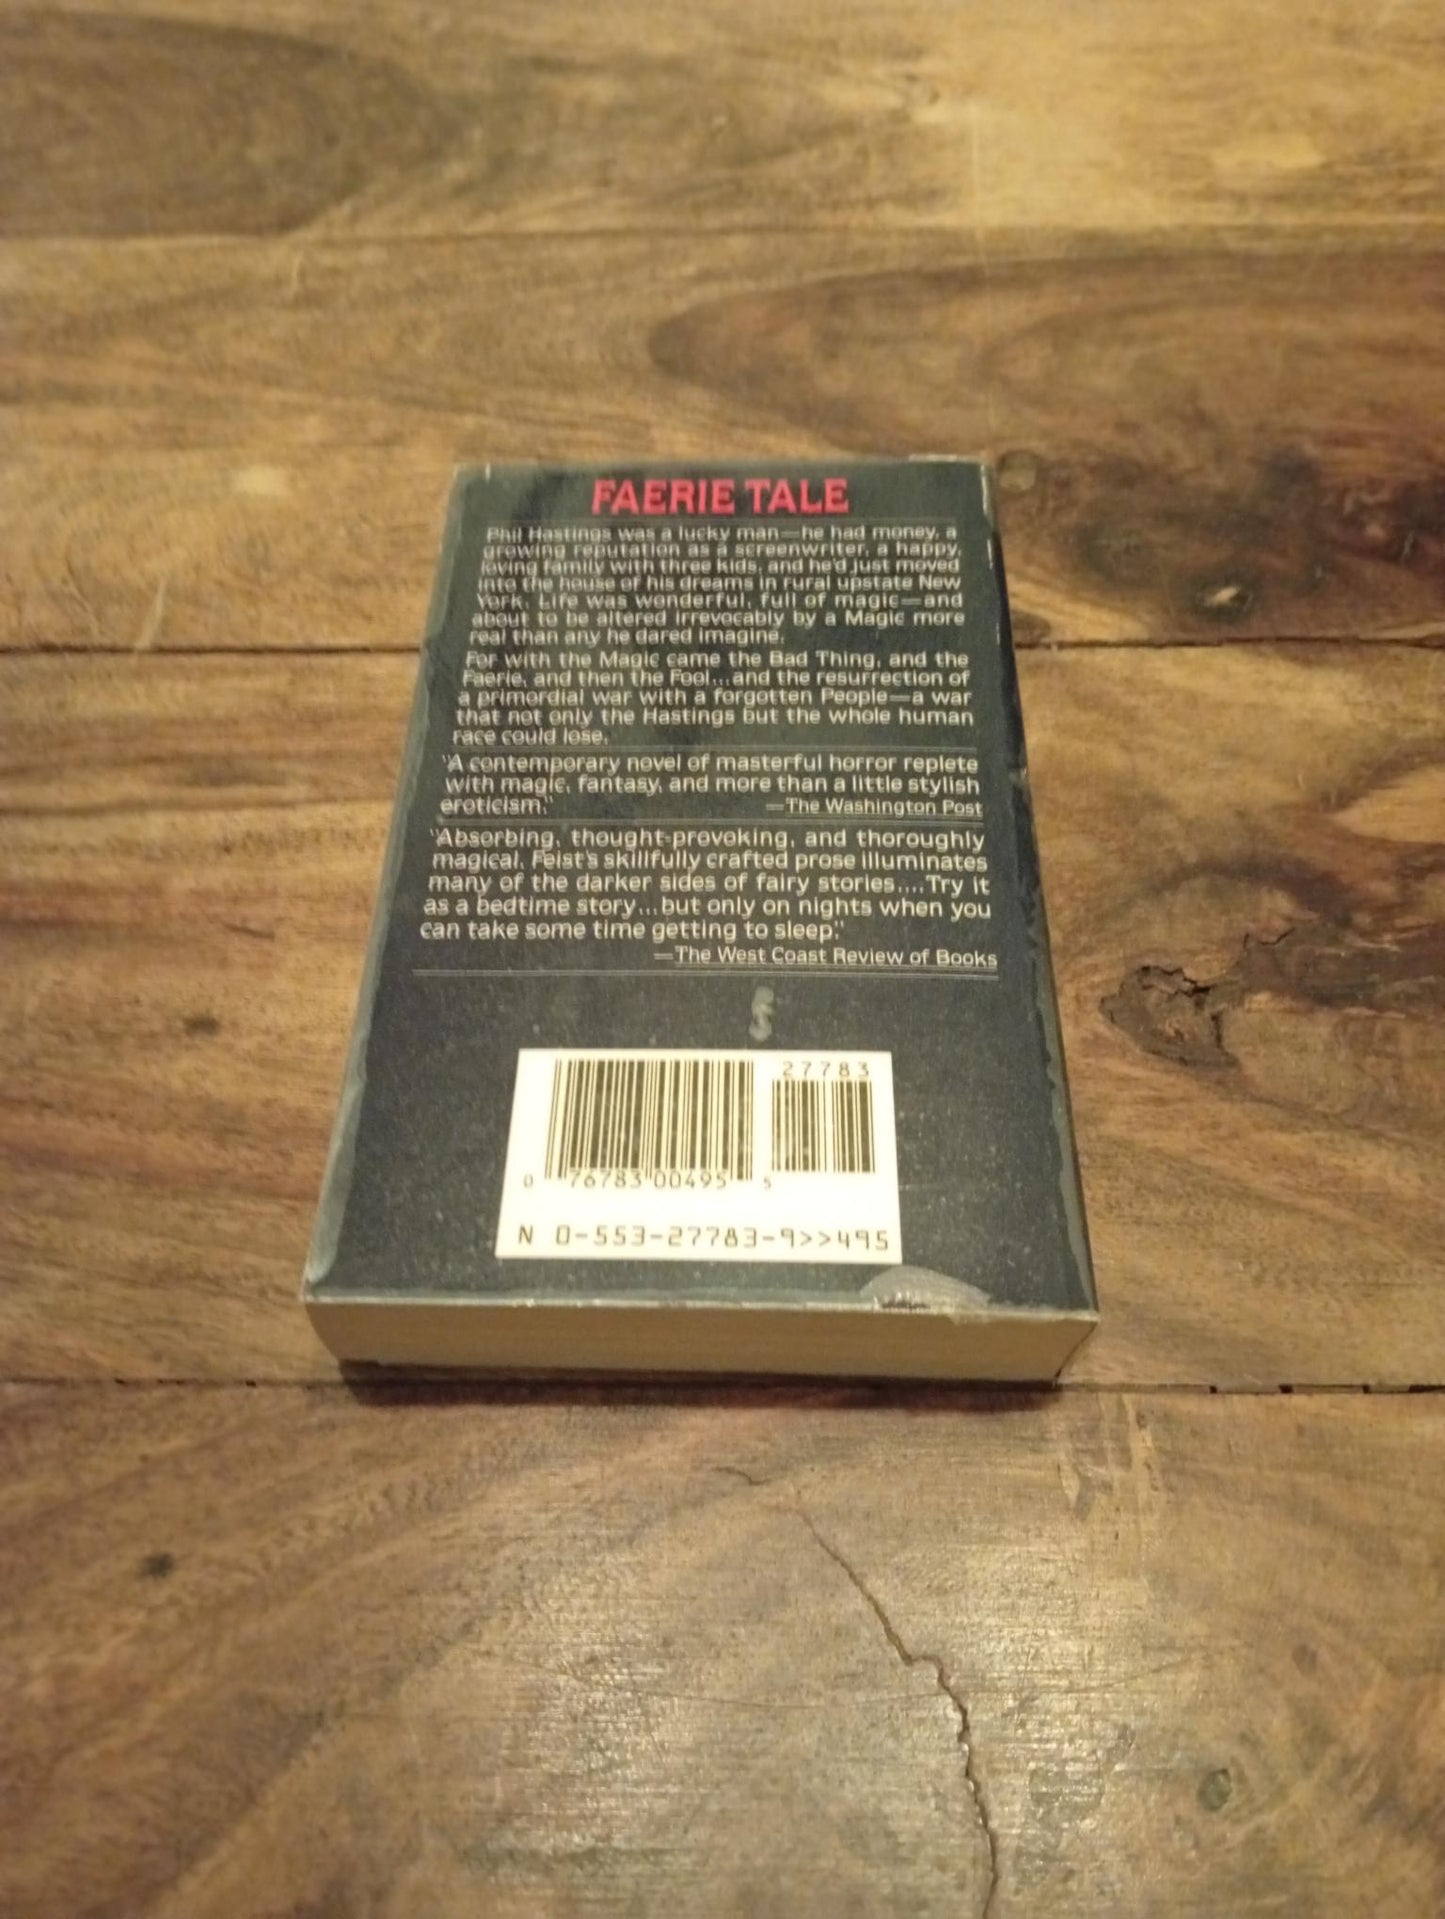 FAERIE TALE
Phil Hastings was a lucky man—he had money, a
growing reputation as a screenwriter, a happy,
loving family with three kids, and he'd just moved
into the house of his dreams in rural upstate New
York. Life was wonderful, full of magic—and
about to be altered irrevocably by a Magic more
real than any he dared imagine.
For with the Magic came the Bad Thing, and the
Faerie, and then the Fool...and the resurrection of
a primordial war with a forgotten People—a war
that not only the Hastings but the whole human
race could lose.
"A contemporary novel of masterful horror replete
with magic, fantasy, and more than a little stylish
eroticism."	—The Washington Post
"Absorbing, thought-provoking, and thoroughly
magical. Feist's skillfully crafted prose illuminates
many of the darker sides of fairy stories....Try it
as a bedtime story...but only on nights when you
can take some time getting to sleep."
—The West Coast Review of Books
27783
0 76783 00495 5
N 0-553-27783-9>>495